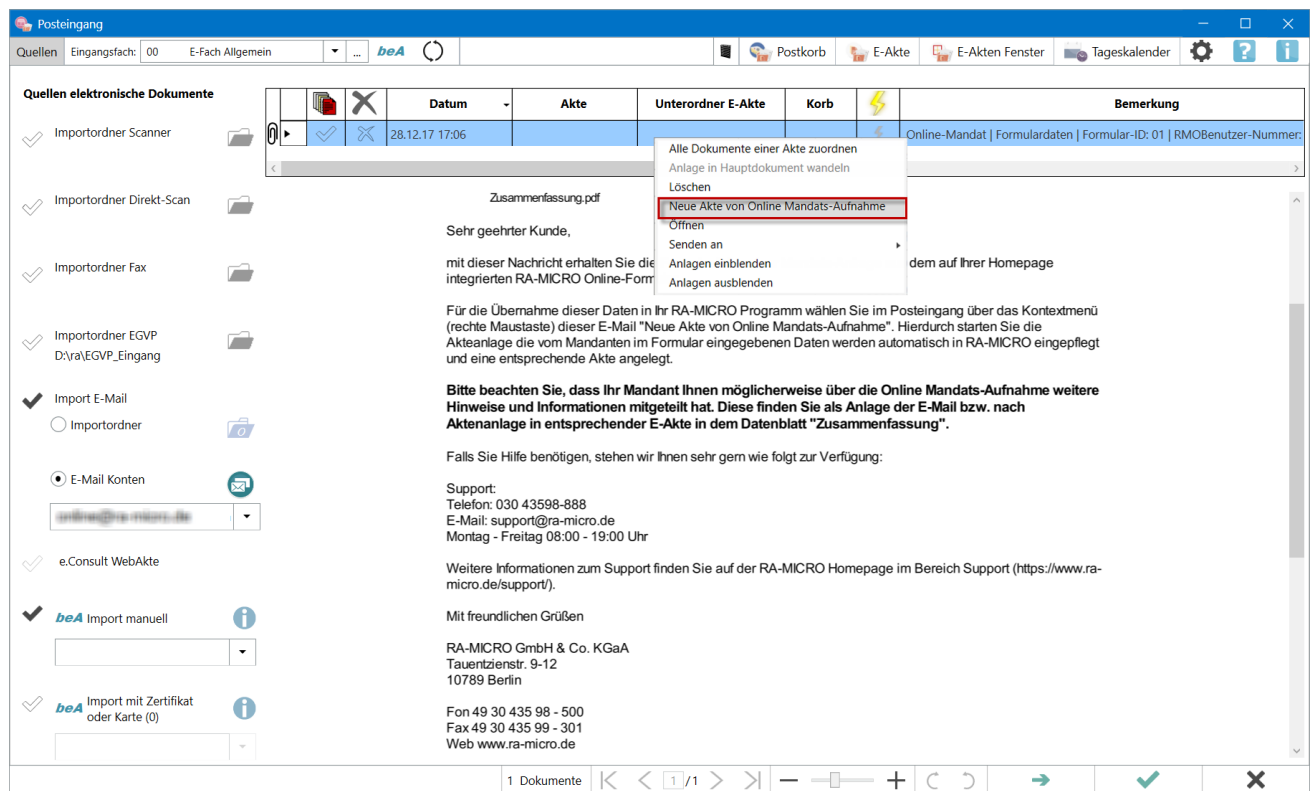 Posteingang
Quellen Eingangsfach: 00 E-Fach Allgemein ... beA Postkorb E-Akte E-Akten Fenster Tageskalender ? i
Quellen elektronische Dokumente
Importordner Scanner
Importordner Direkt-Scan
Importordner Fax
Importordner EGVP
D:\ra\EGVP_Eingang
Import E-Mail
Importordner
E-Mail Konten
e.Consult WebAkte
beA Import manuell
beA Import mit Zertifikat
oder Karte (0)
Datum Akte Unterordner E-Akte Korb Bemerkung
28.12.17 17:06 Online-Mandat | Formulardaten | Formular-ID: 01 | RMOBenutzer-Nummer:
Alle Dokumente einer Akte zuordnen
Anlage in Hauptdokument wandeln
Löschen
Neue Akte von Online Mandats-Aufnahme
Öffnen
Senden an
Anlagen einblenden
Anlagen ausblenden
Zusammenfassung.pdf
Sehr geehrter Kunde,
mit dieser Nachricht erhalten Sie die dem auf Ihrer Homepage
integrierten RA-MICRO Online-Form
Für die Übernahme dieser Daten in Ihr RA-MICRO Programm wählen Sie im Posteingang über das Kontextmenü
(rechte Maustaste) dieser E-Mail "Neue Akte von Online Mandats-Aufnahme". Hierdurch starten Sie die
Akteanlage die vom Mandanten im Formular eingegebenen Daten werden automatisch in RA-MICRO eingepflegt
und eine entsprechende Akte angelegt.
Bitte beachten Sie, dass Ihr Mandant Ihnen möglicherweise über die Online Mandats-Aufnahme weitere
Hinweise und Informationen mitgeteilt hat. Diese finden Sie als Anlage der E-Mail bzw. nach
Aktenanlage in entsprechender E-Akte in dem Datenblatt "Zusammenfassung".
Falls Sie Hilfe benötigen, stehen wir Ihnen sehr gern wie folgt zur Verfügung:
Support:
Telefon: 030 43598-888
E-Mail: support@ra-micro.de
Montag - Freitag 08:00 - 19:00 Uhr
Weitere Informationen zum Support finden Sie auf der RA-MICRO Homepage im Bereich Support (https://www.ra-
micro.de/support/).
Mit freundlichen Grüßen
RA-MICRO GmbH & Co. KGaA
Tauentzienstr. 9-12
10789 Berlin
Fon 49 30 435 98 - 500
Fax 49 30 435 99 - 301
Web www.ra-micro.de
1 Dokumente 1 /1